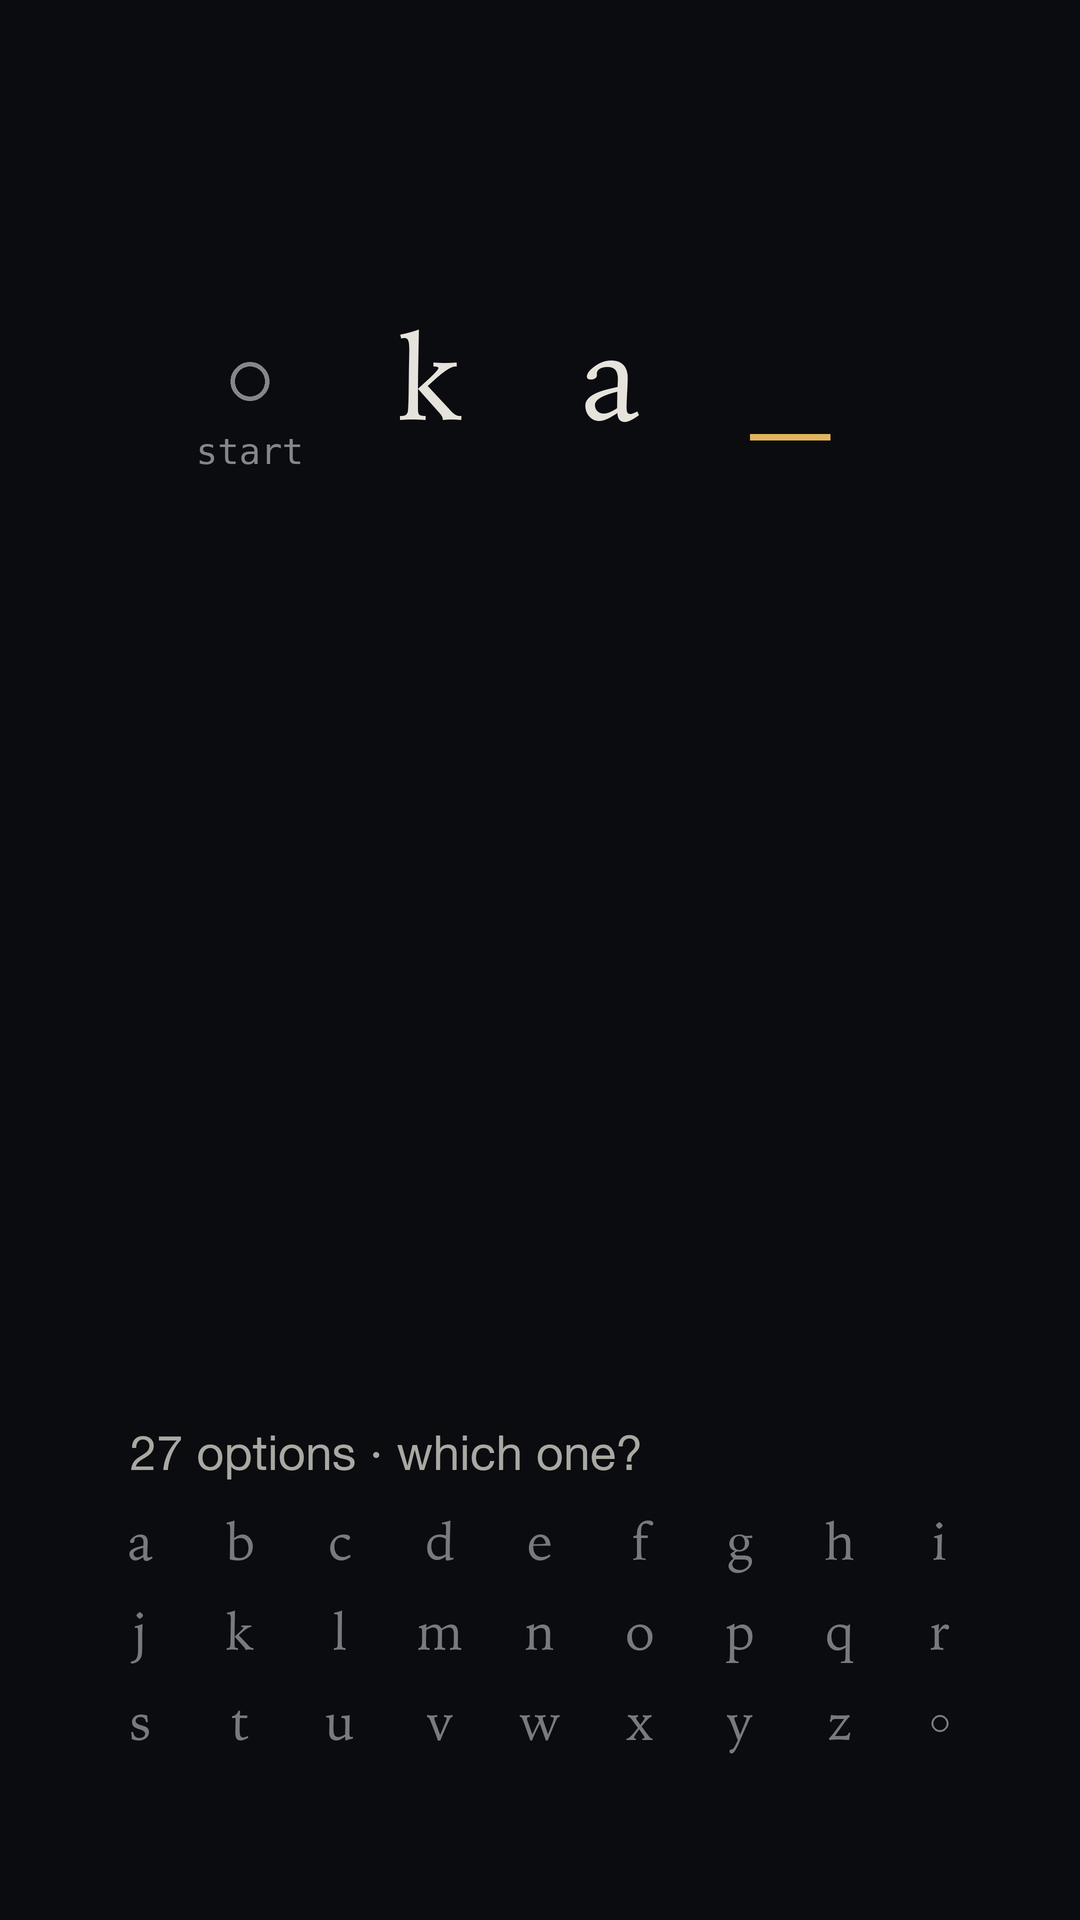 ○ k a _
start
27 options · which one?
a b c d e f g h i
j k l m n o p q r
s t u v w x y z ○